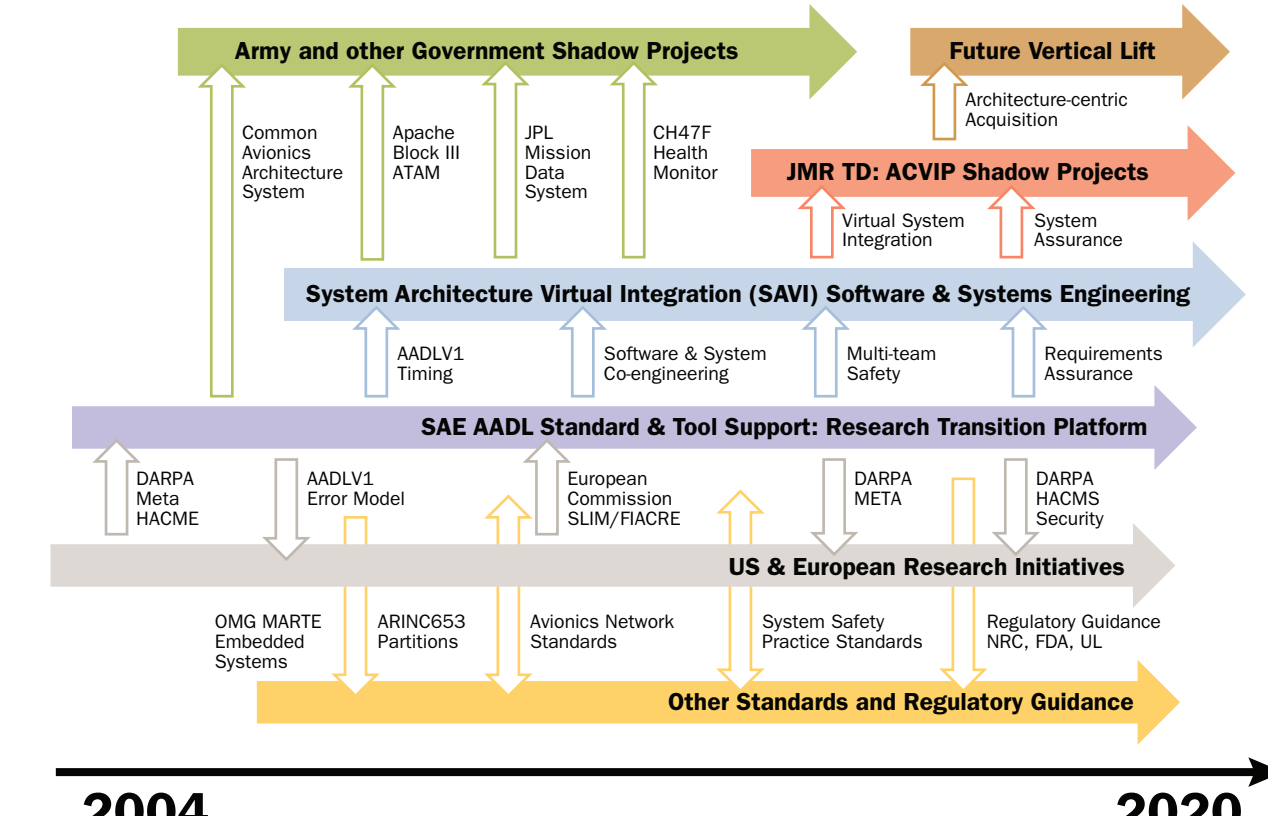 Army and other Government Shadow Projects
Future Vertical Lift
Architecture-centric
Acquisition
Common
Avionics
Architecture
System
Apache
Block III
ATAM
JPL
Mission
Data
System
CH47F
Health
Monitor
JMR TD: ACVIP Shadow Projects
Virtual System
Integration
System
Assurance
System Architecture Virtual Integration (SAVI) Software & Systems Engineering
AADLV1
Timing
Software & System
Co-engineering
Multi-team
Safety
Requirements
Assurance
SAE AADL Standard & Tool Support: Research Transition Platform
DARPA
Meta
HACME
AADLV1
Error Model
European
Commission
SLIM/FIACRE
DARPA
META
DARPA
HACMS
Security
US & European Research Initiatives
OMG MARTE
Embedded
Systems
ARINC653
Partitions
Avionics Network
Standards
System Safety
Practice Standards
Regulatory Guidance
NRC, FDA, UL
Other Standards and Regulatory Guidance
2004
2020